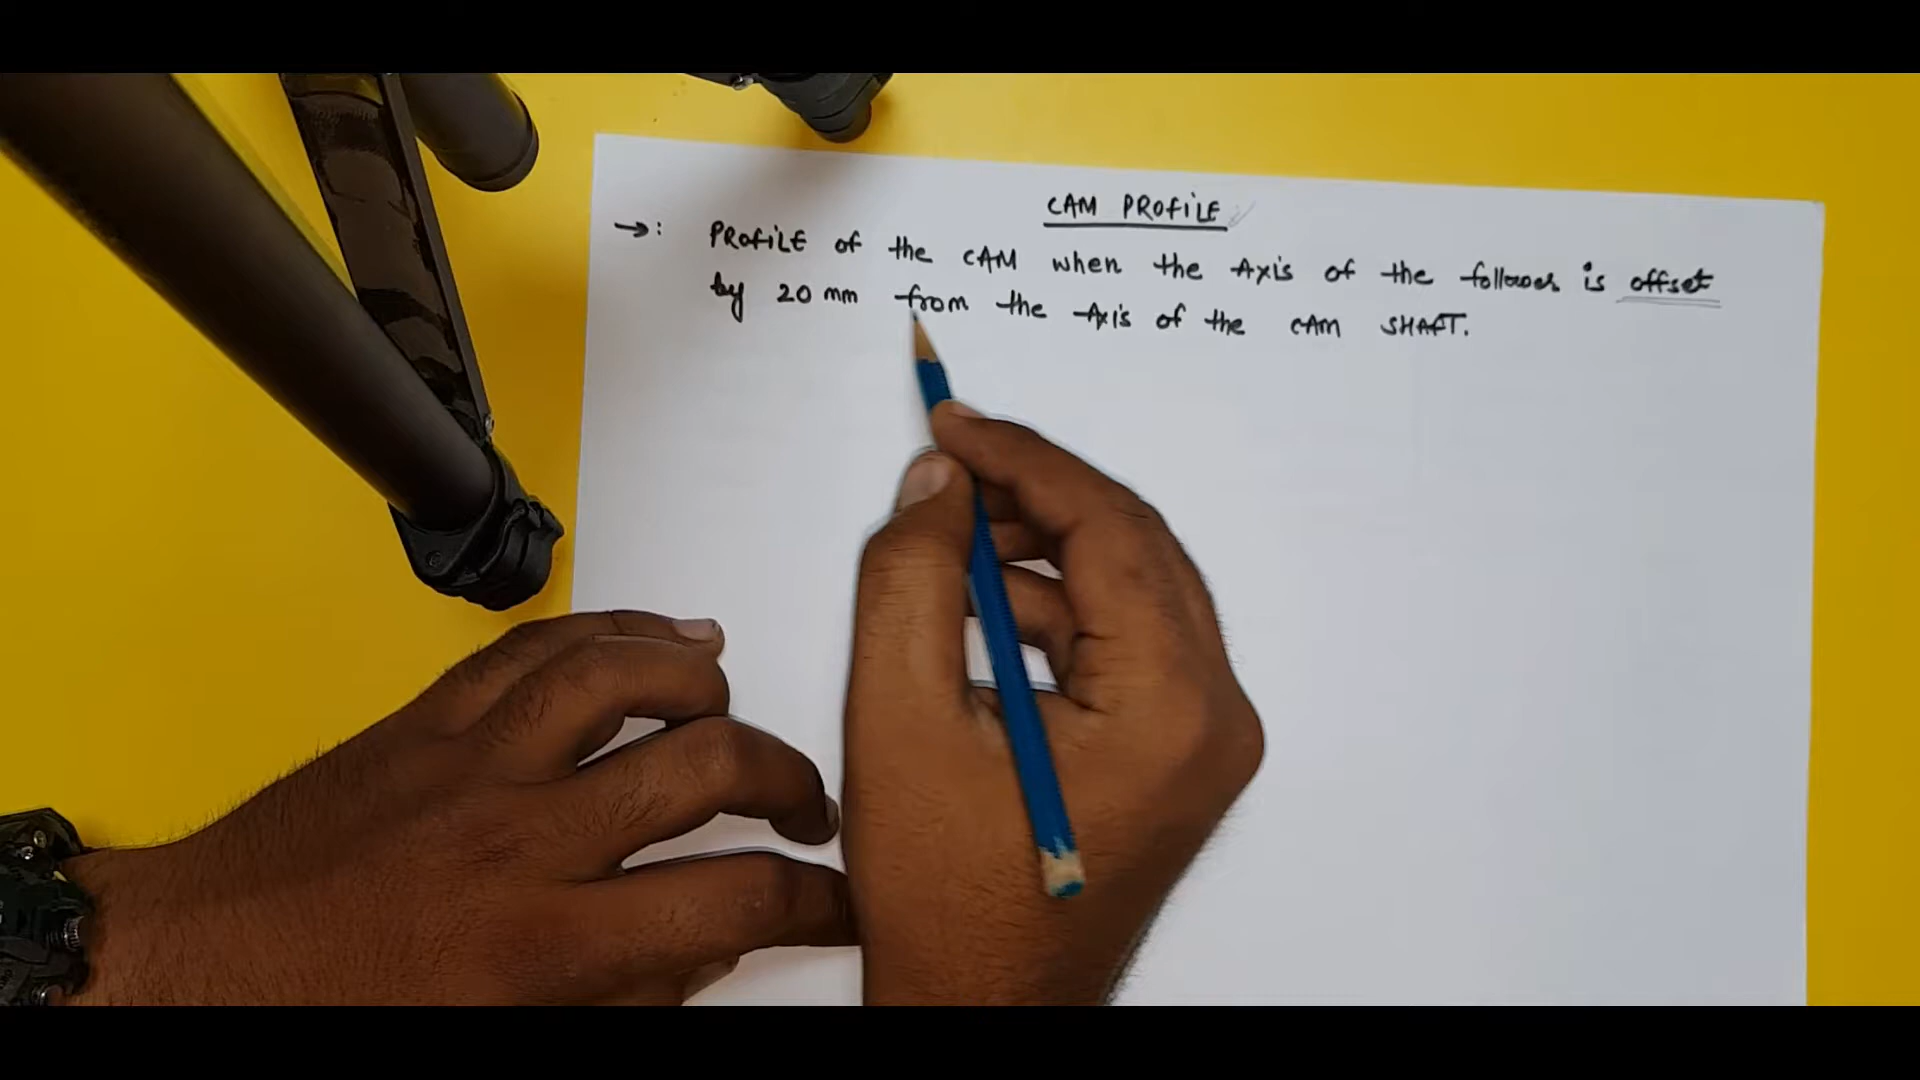 CAM PROFILE
→: PROFILE of the CAM when the AXIS of the follower is offset
by 20 mm from the AXIS of the CAM SHAFT.